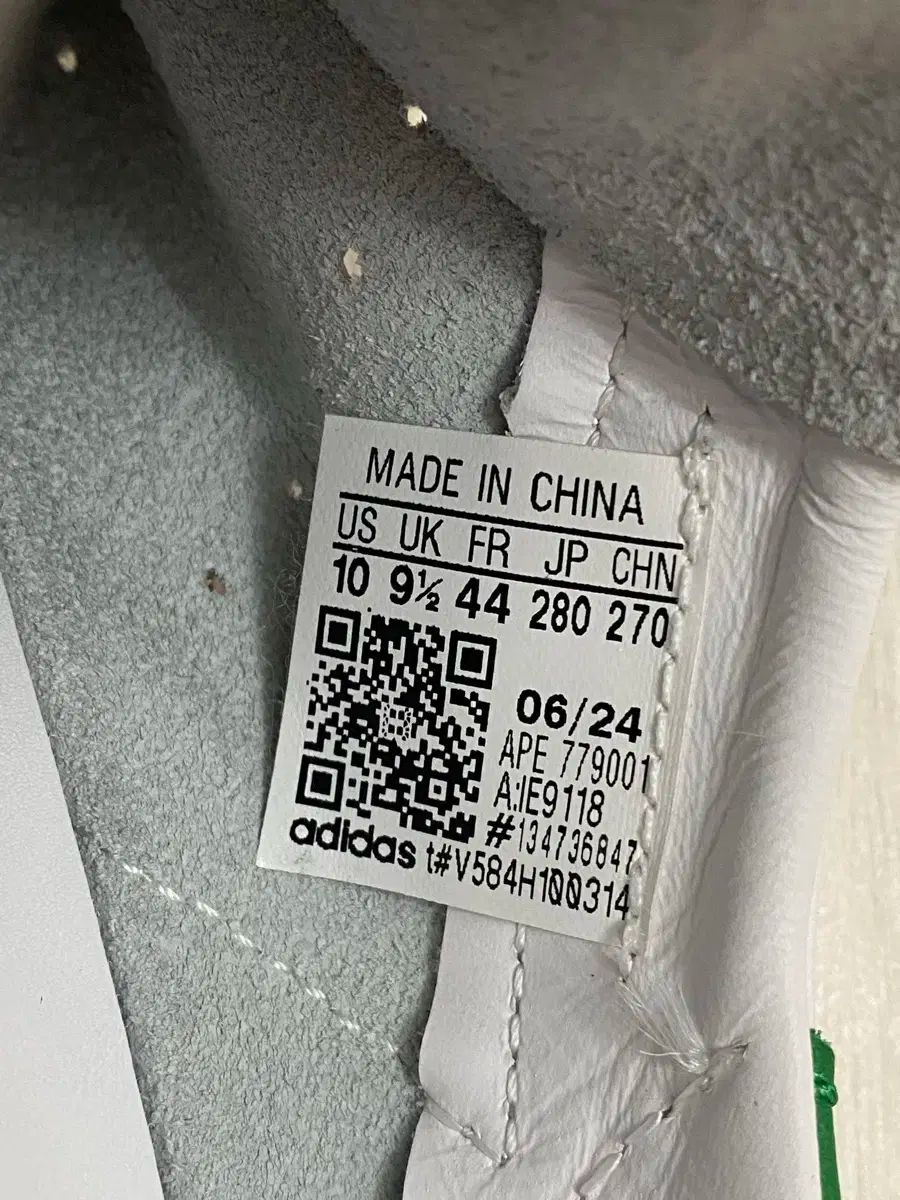 MADE IN CHINA
US UK FR JP CHN
10 9½ 44 280 270
06/24
APE 779001
A:IE9118
#134736847
adidas t#V584H100314